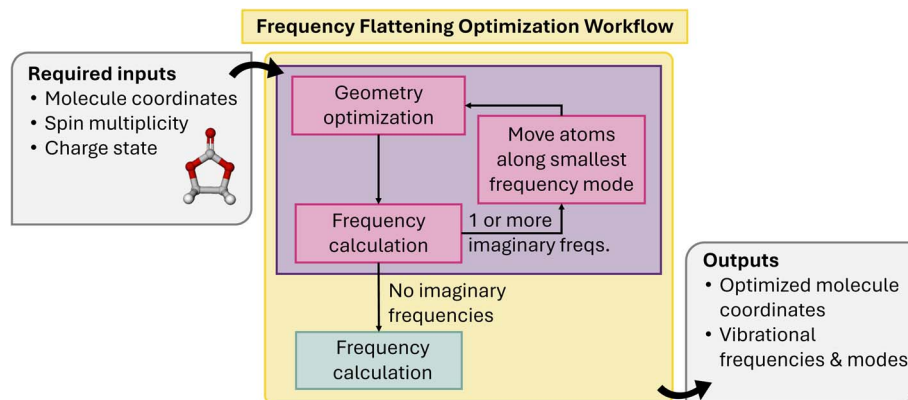 Frequency Flattening Optimization Workflow
Required inputs
• Molecule coordinates
• Spin multiplicity
• Charge state
Geometry
optimization
Move atoms
along smallest
frequency mode
Frequency
calculation
1 or more
imaginary freqs.
No imaginary
frequencies
Frequency
calculation
Outputs
• Optimized molecule
coordinates
• Vibrational
frequencies & modes